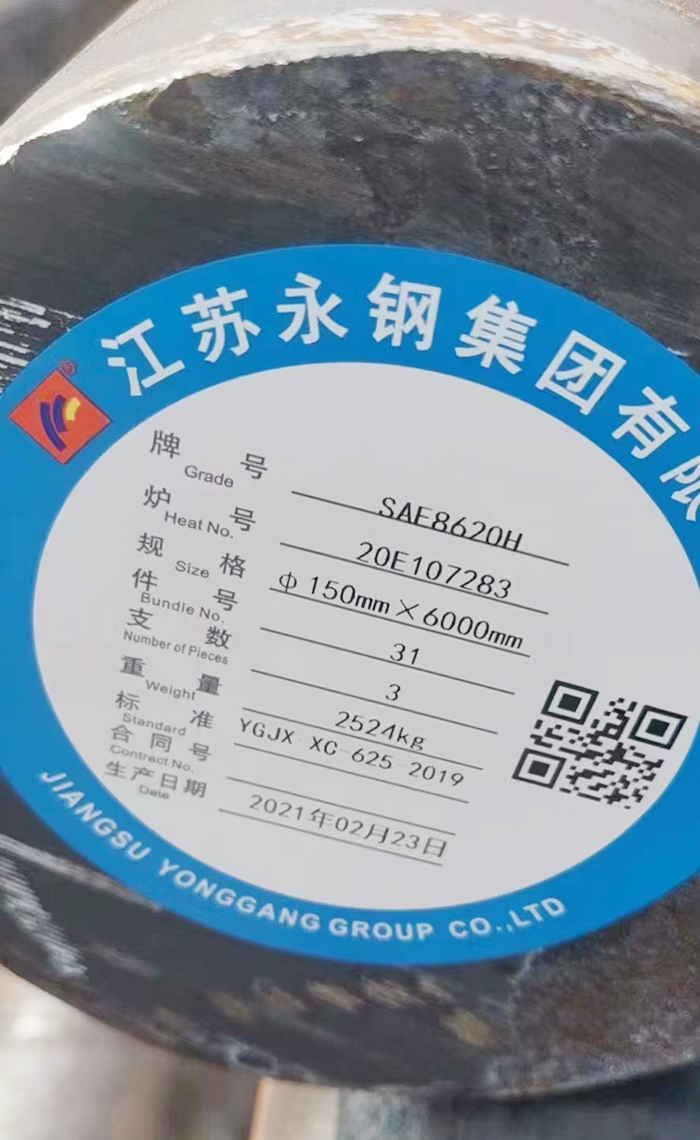 江苏永钢集团有限
®
牌号 SAE8620H
Grade
炉号 20E107283
Heat No.
规格 φ150mm×6000mm
Size
件号 31
Bundle No.
支数 3
Number of Pieces
重量 2524kg
Weight
标准 YGJX XC-625-2019
Standard
合同号
Contract No.
生产日期 2021年02月23日
Date
JIANGSU YONGGANG GROUP CO.,LTD